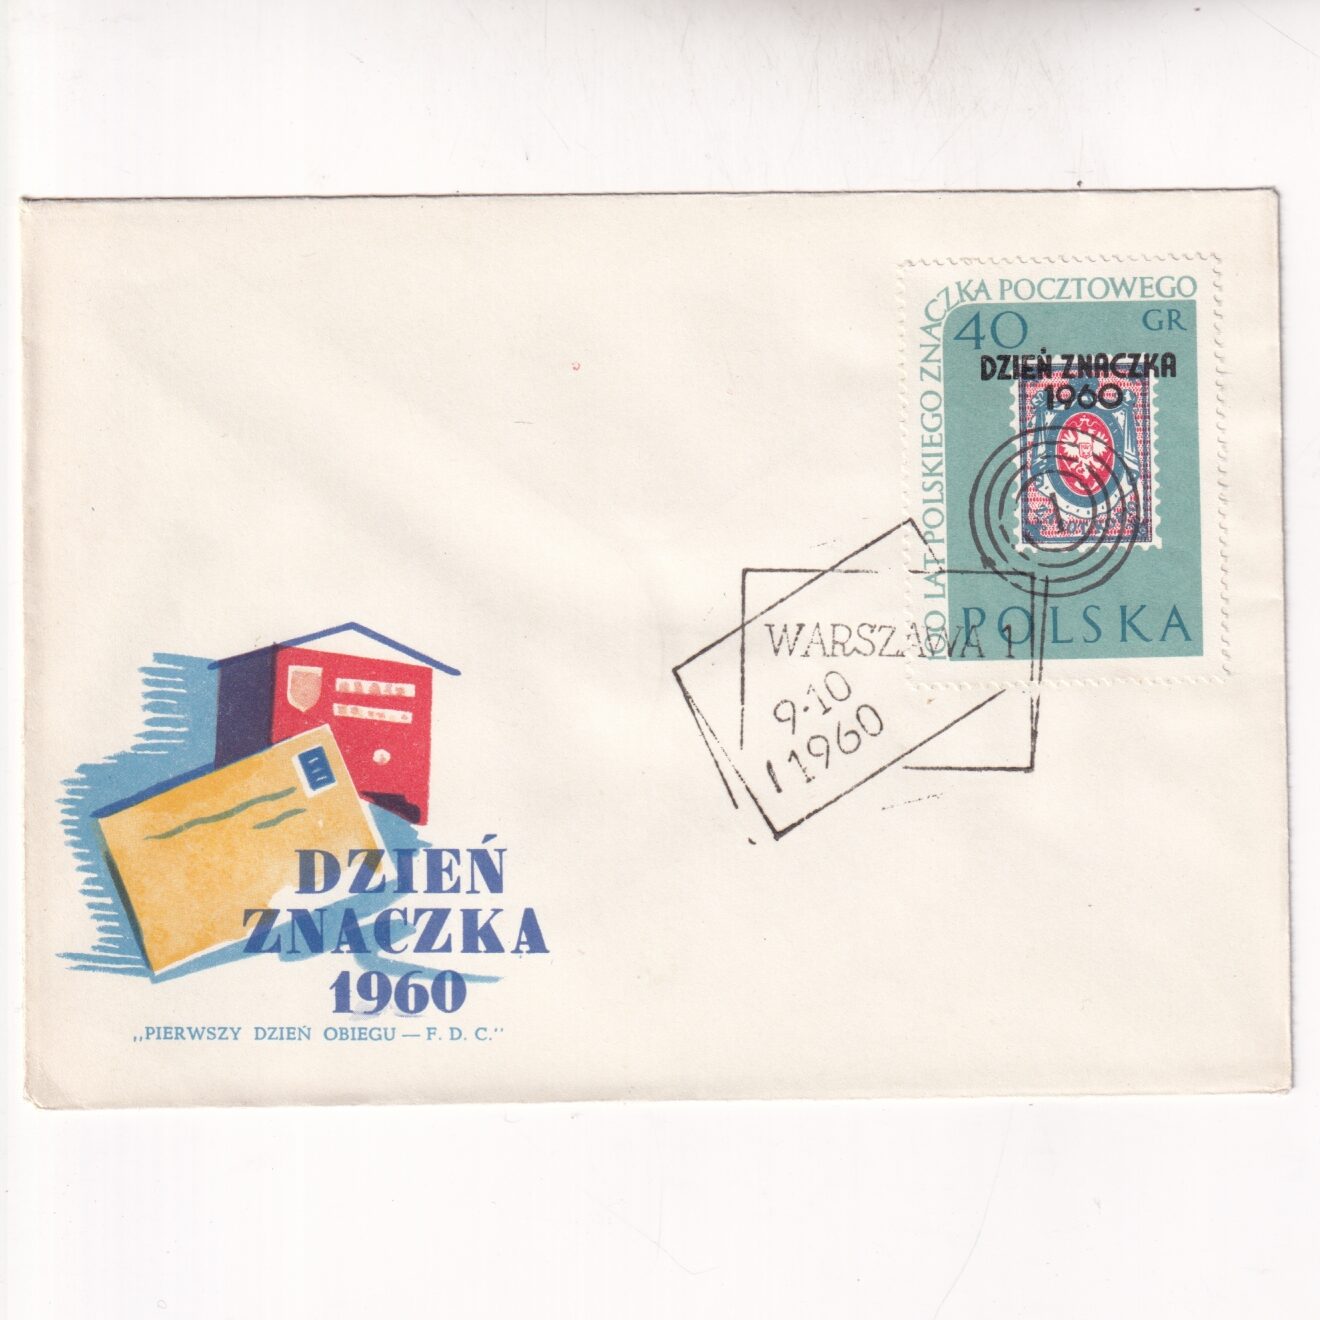 100 LAT POLSKIEGO ZNACZKA POCZTOWEGO
40 GR
DZIEŃ ZNACZKA
1960
POLSKA
WARSZAWA 1
9-10
1960
DZIEŃ
ZNACZKA
1960
„PIERWSZY DZIEŃ OBIEGU — F. D. C.”